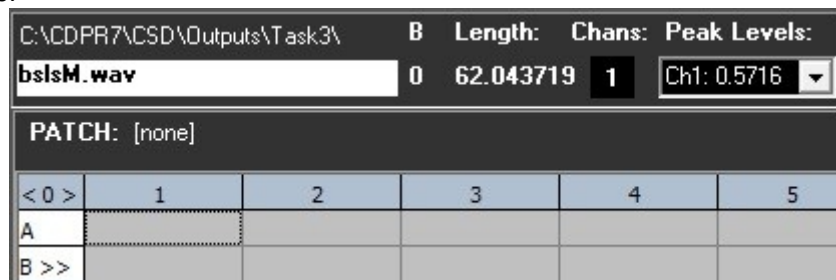 C:\CDPR7\CSD\Outputs\Task3\ B Length: Chans: Peak Levels:
bslsM.wav 0 62.043719 1 Ch1: 0.5716
PATCH: [none]
< 0 > 1 2 3 4 5
A
B >>